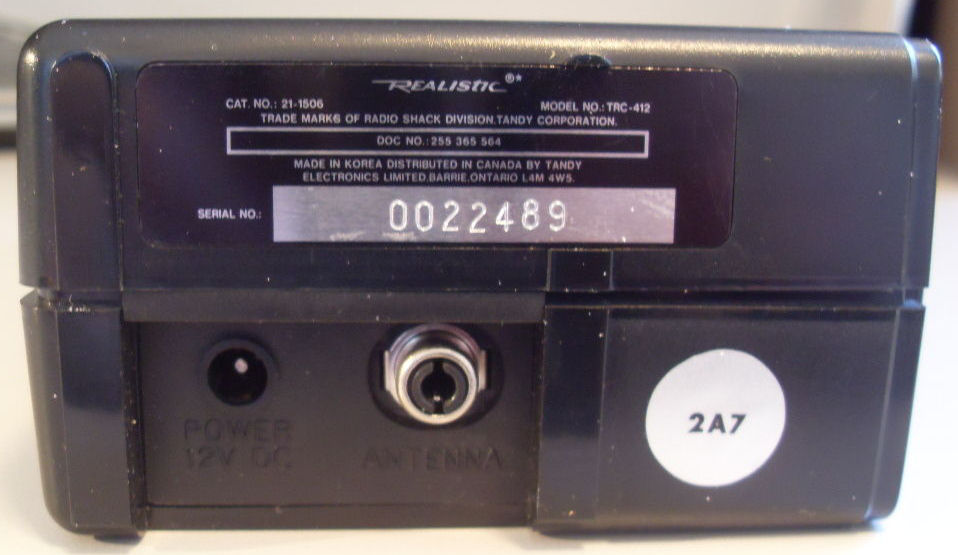 REALISTIC®*
CAT. NO.: 21-1506 MODEL NO.: TRC-412
TRADE MARKS OF RADIO SHACK DIVISION, TANDY CORPORATION.
DOC NO.: 255 365 564
MADE IN KOREA DISTRIBUTED IN CANADA BY TANDY
ELECTRONICS LIMITED, BARRIE, ONTARIO L4M 4W5.
SERIAL NO.: 0022489
POWER
12V DC
ANTENNA
2A7